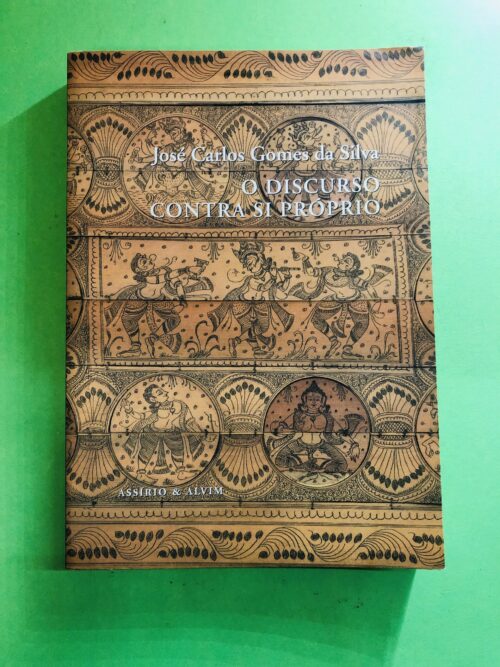 José Carlos Gomes da Silva
O DISCURSO
CONTRA SI PRÓPRIO
ASSÍRIO & ALVIM